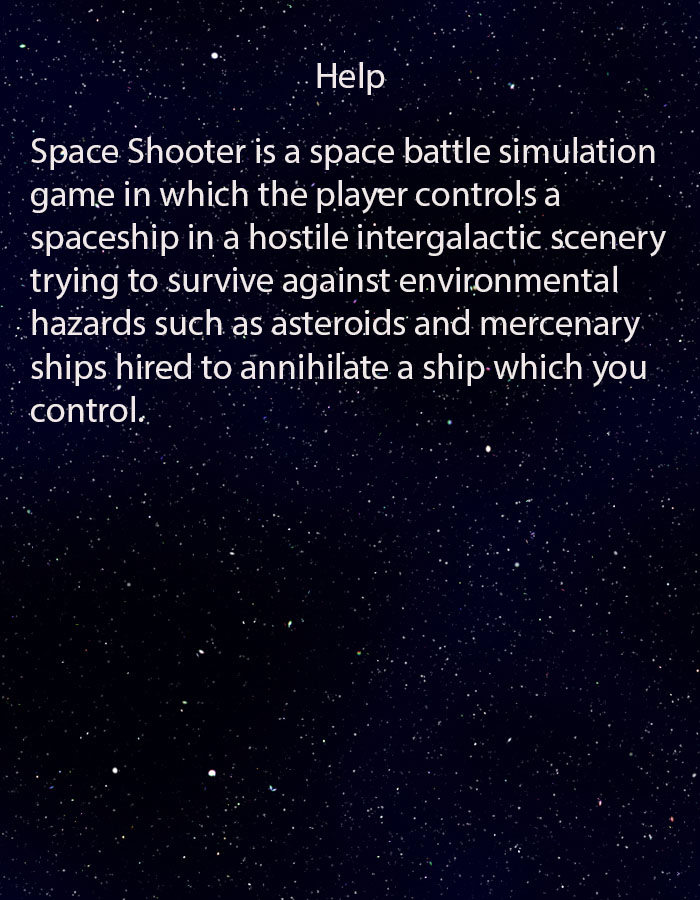 Help
Space Shooter is a space battle simulation
game in which the player controls a
spaceship in a hostile intergalactic scenery
trying to survive against environmental
hazards such as asteroids and mercenary
ships hired to annihilate a ship which you
control.